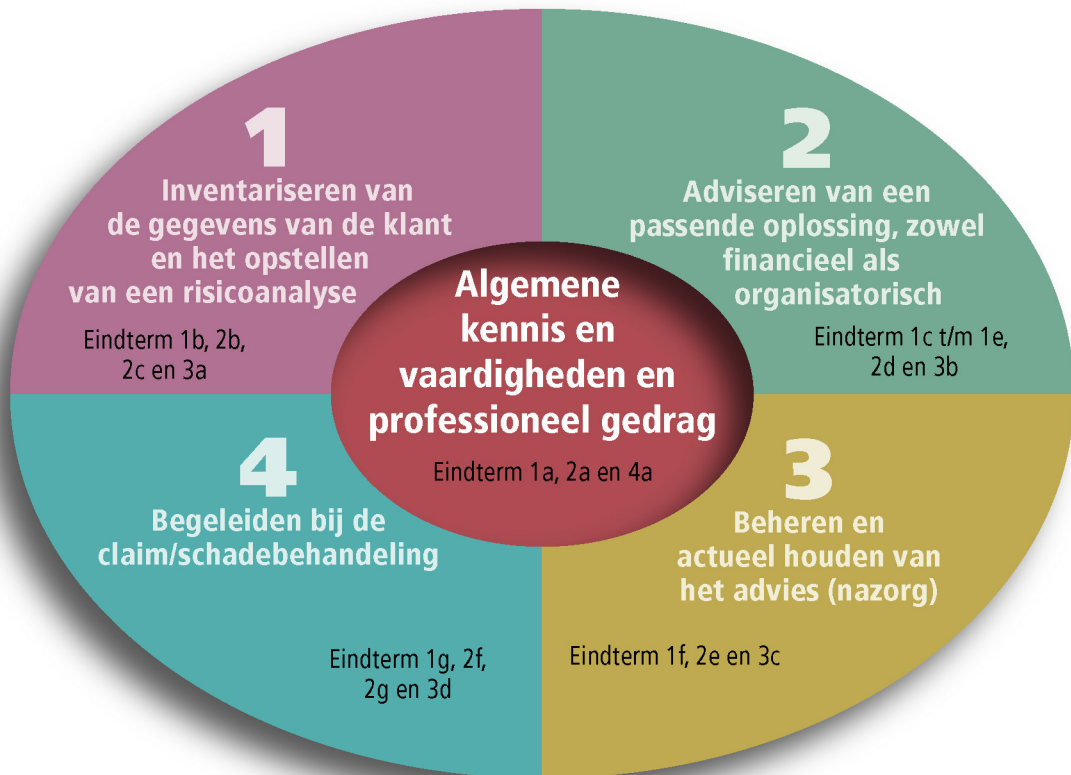 1
Inventariseren van
de gegevens van de klant
en het opstellen
van een risicoanalyse
Eindterm 1b, 2b,
2c en 3a
2
Adviseren van een
passende oplossing, zowel
financieel als
organisatorisch
Eindterm 1c t/m 1e,
2d en 3b
Algemene
kennis en
vaardigheden en
professioneel gedrag
Eindterm 1a, 2a en 4a
4
Begeleiden bij de
claim/schadebehandeling
Eindterm 1g, 2f,
2g en 3d
3
Beheren en
actueel houden van
het advies (nazorg)
Eindterm 1f, 2e en 3c